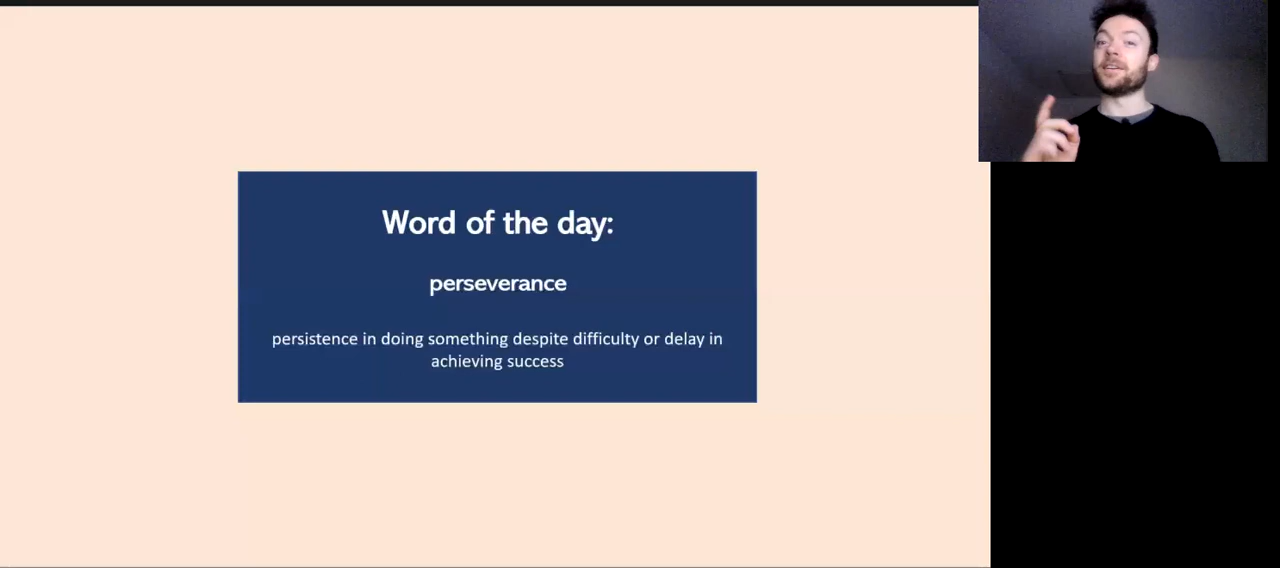 Word of the day:
perseverance
persistence in doing something despite difficulty or delay in
achieving success